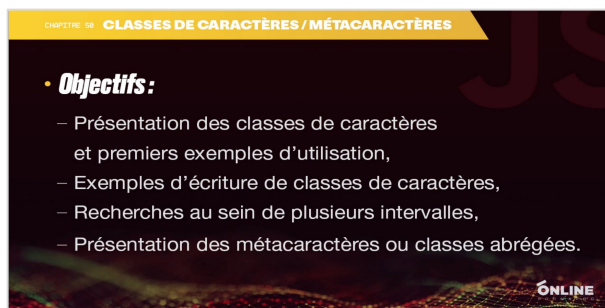 CHAPITRE 58 CLASSES DE CARACTÈRES / MÉTACARACTÈRES
JS
• Objectifs :
– Présentation des classes de caractères
et premiers exemples d'utilisation,
– Exemples d'écriture de classes de caractères,
– Recherches au sein de plusieurs intervalles,
– Présentation des métacaractères ou classes abrégées.
ONLINE